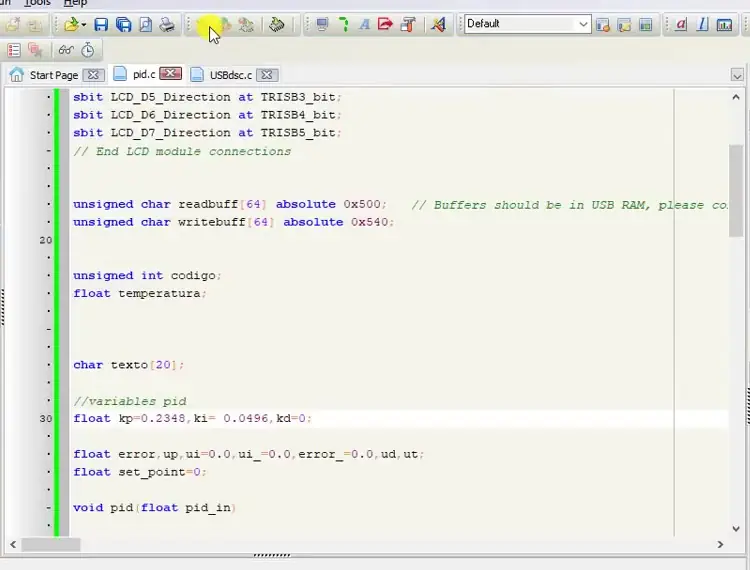 Tools Help
Default
Start Page pid.c USBdsc.c
sbit LCD_D5_Direction at TRISB3_bit;
sbit LCD_D6_Direction at TRISB4_bit;
sbit LCD_D7_Direction at TRISB5_bit;
// End LCD module connections
unsigned char readbuff[64] absolute 0x500; // Buffers should be in USB RAM, please
unsigned char writebuff[64] absolute 0x540;
20
unsigned int codigo;
float temperatura;
char texto[20];
//variables pid
30 float kp=0.2348,ki= 0.0496,kd=0;
float error,up,ui=0.0,ui_=0.0,error_=0.0,ud,ut;
float set_point=0;
void pid(float pid_in)